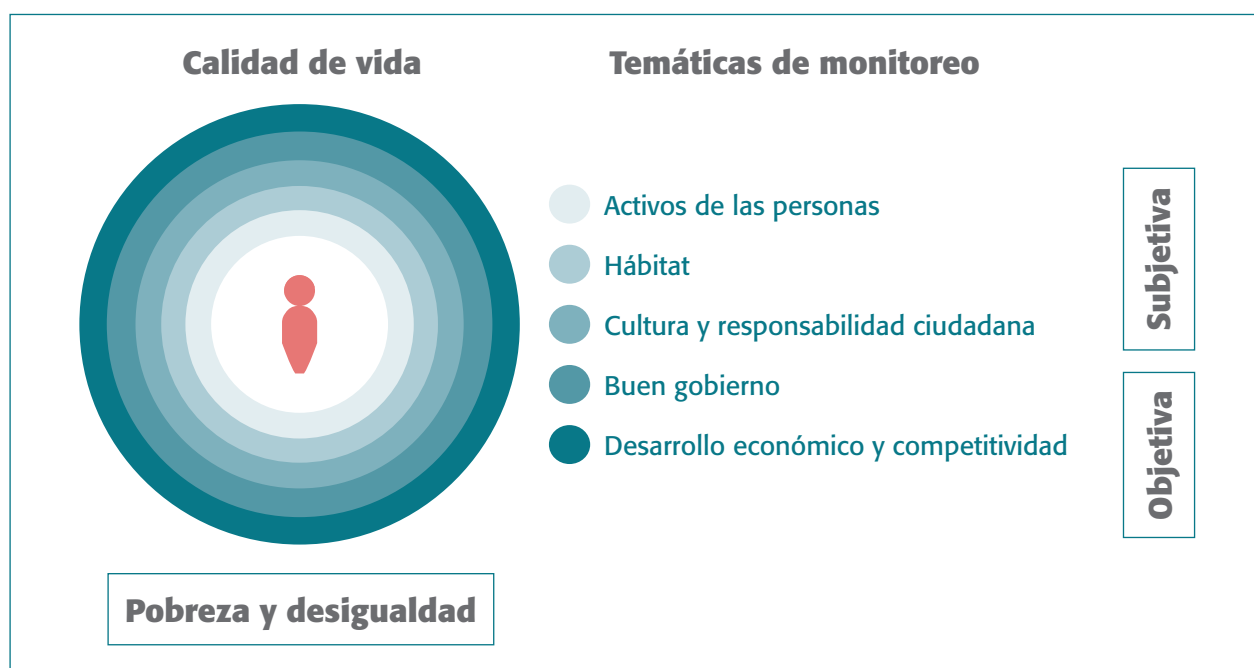 Calidad de vida
Temáticas de monitoreo
Activos de las personas
Hábitat
Cultura y responsabilidad ciudadana
Buen gobierno
Desarrollo económico y competitividad
Subjetiva
Objetiva
Pobreza y desigualdad